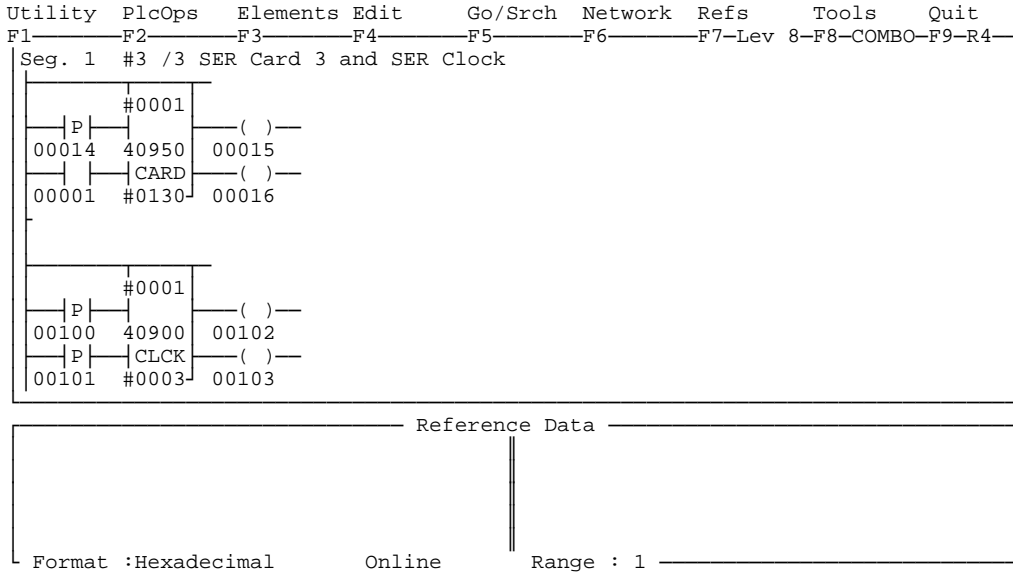 Utility PlcOps Elements Edit Go/Srch Network Refs Tools Quit
F1 F2 F3 F4 F5 F6 F7-Lev 8-F8-COMBO-F9-R4
Seg. 1 #3 /3 SER Card 3 and SER Clock
#0001
P ( )
00014 40950 00015
CARD ( )
00001 #0130 00016
#0001
P ( )
00100 40900 00102
P CLCK ( )
00101 #0003 00103
Reference Data
Format :Hexadecimal Online Range : 1